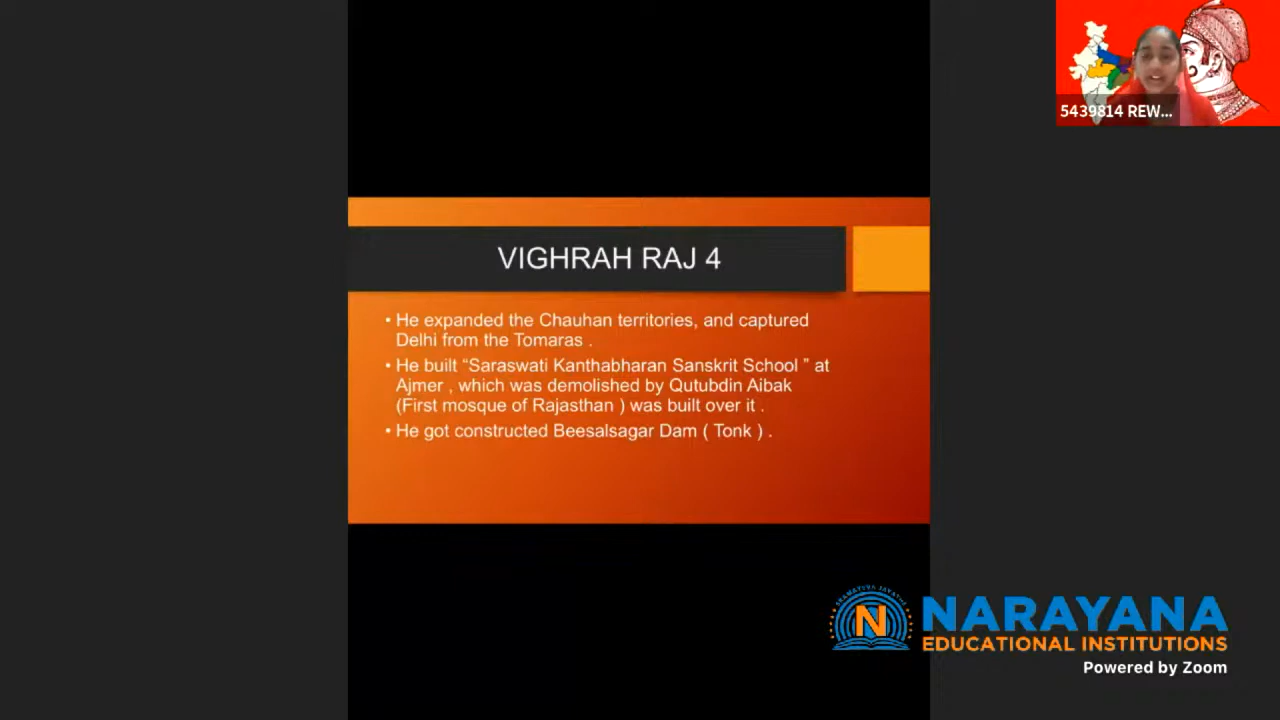 5439814 REW...
VIGHRAH RAJ 4
• He expanded the Chauhan territories, and captured
Delhi from the Tomaras .
• He built “Saraswati Kanthabharan Sanskrit School ” at
Ajmer , which was demolished by Qutubdin Aibak
(First mosque of Rajasthan ) was built over it .
• He got constructed Beesalsagar Dam ( Tonk ) .
N
NARAYANA
EDUCATIONAL INSTITUTIONS
Powered by Zoom